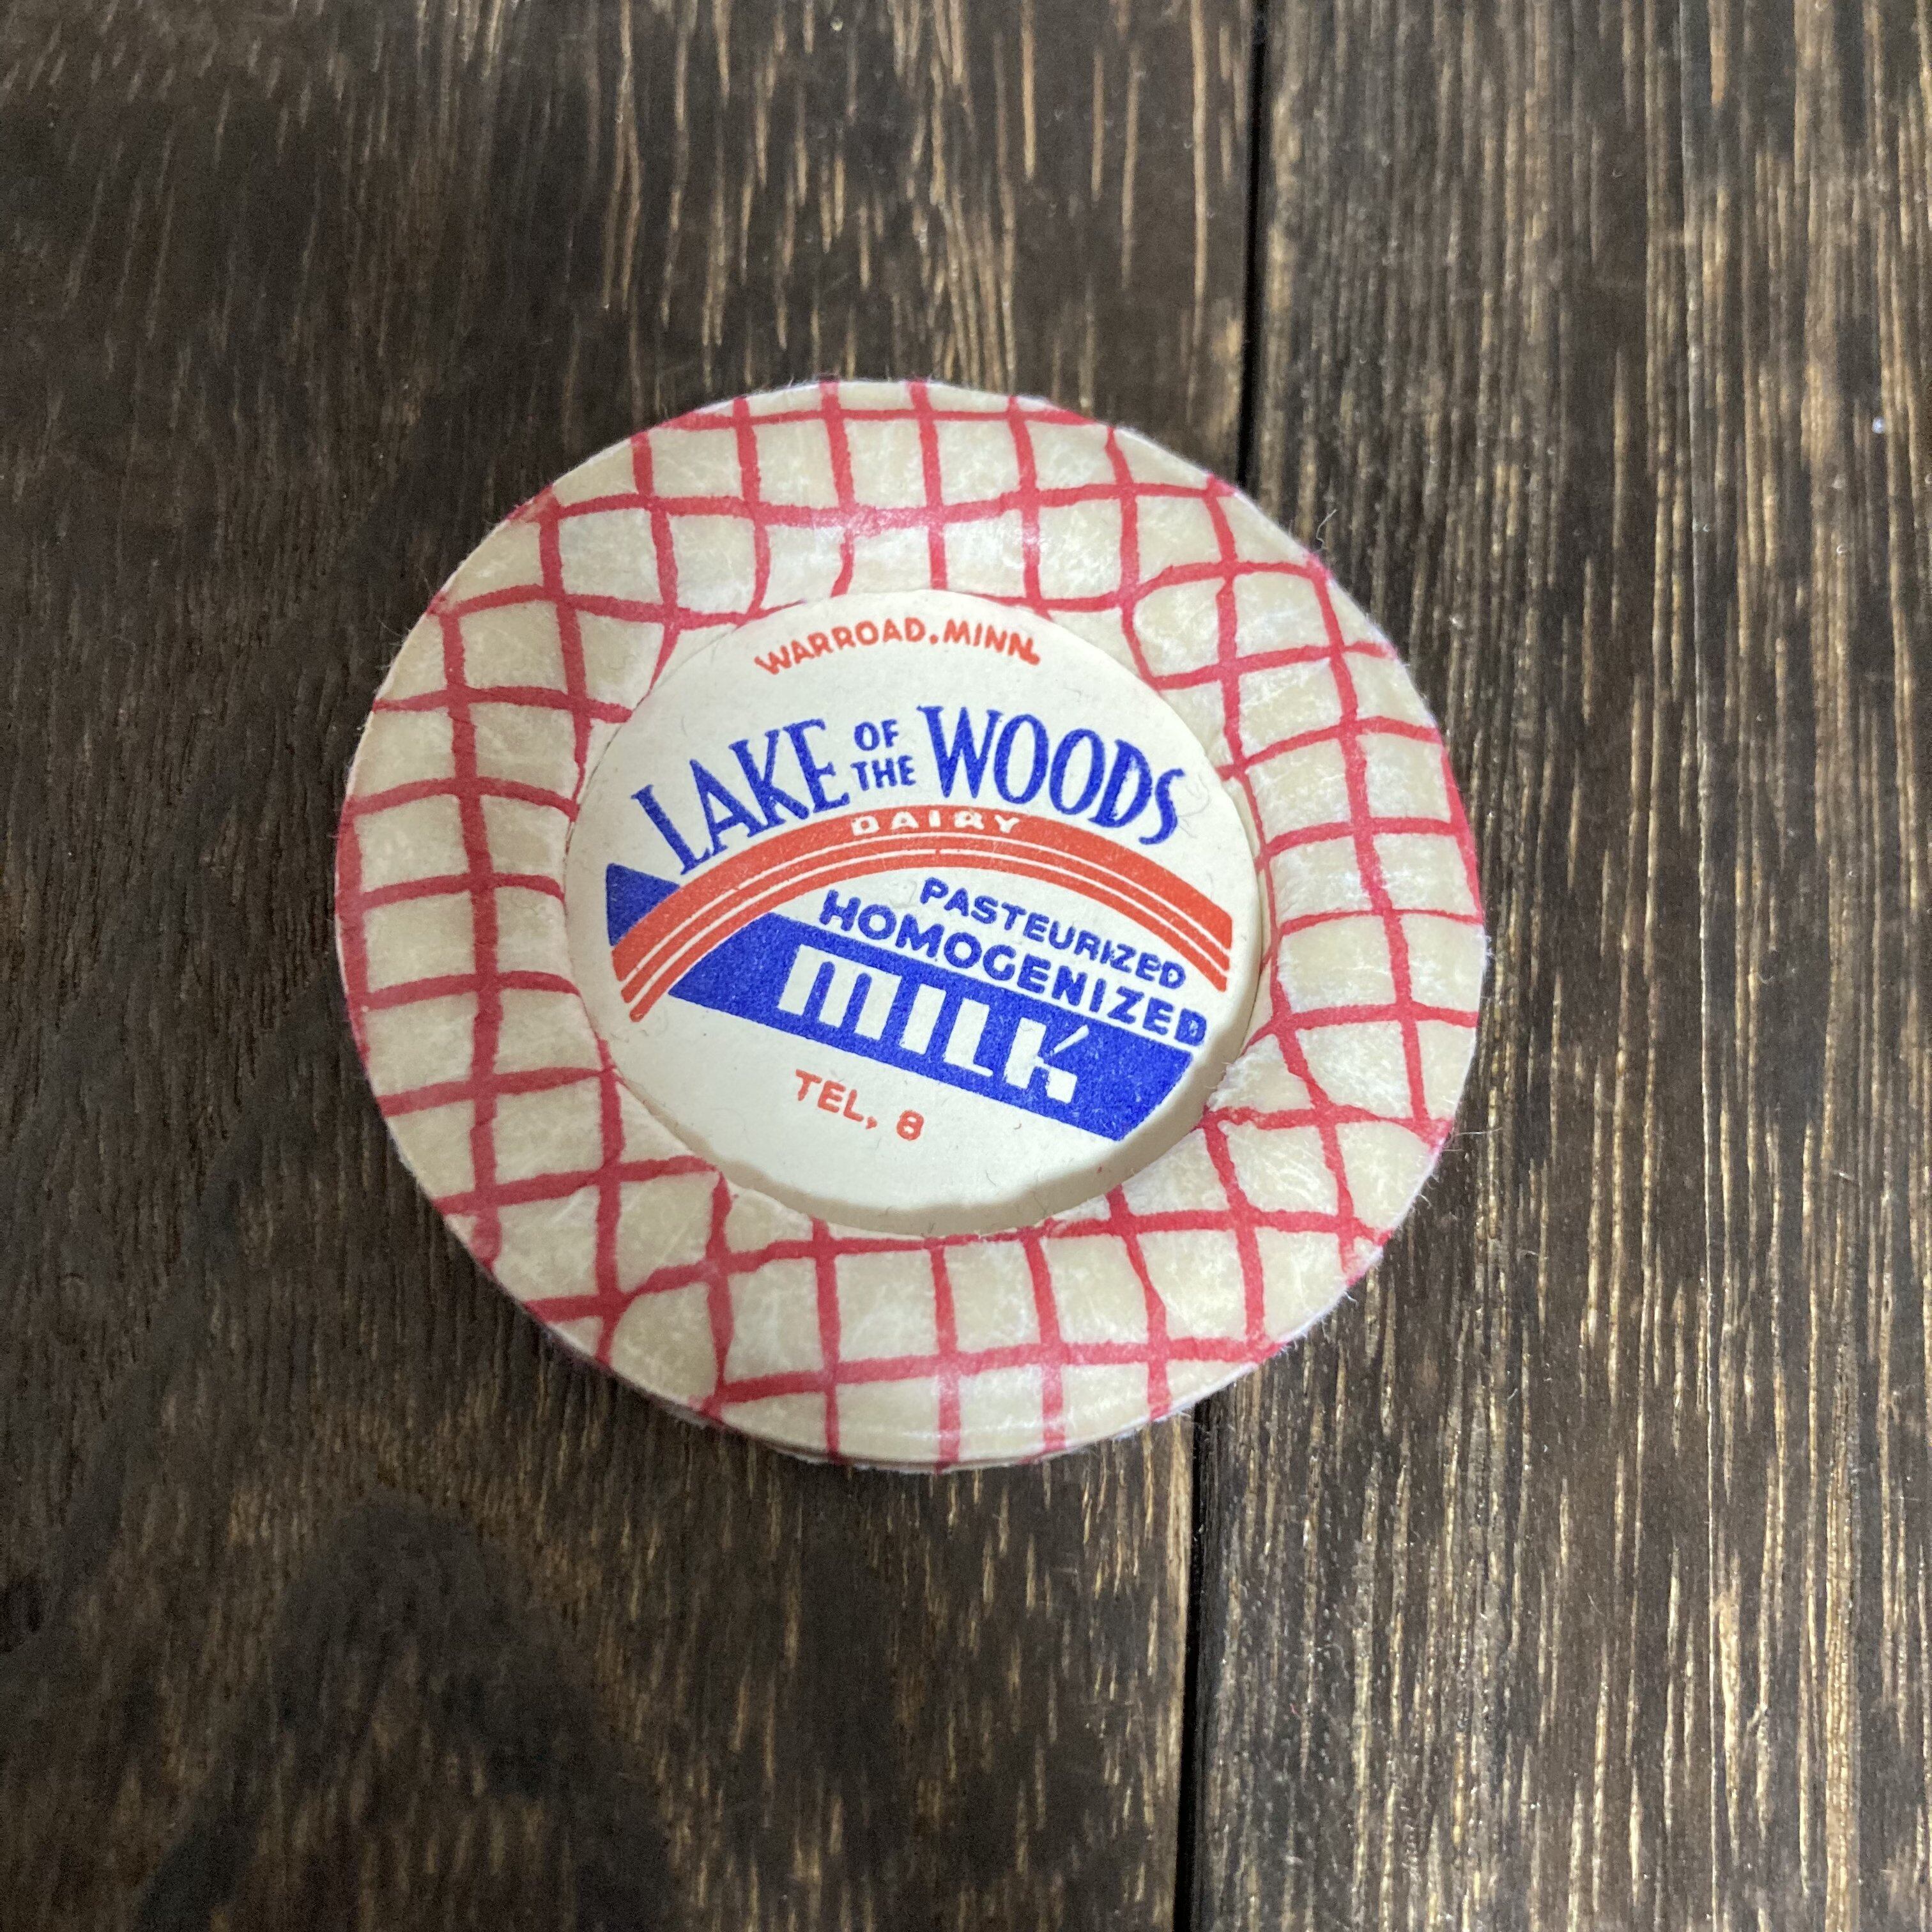 WARROAD, MINN.
LAKE OF THE WOODS
DAIRY
PASTEURIZED
HOMOGENIZED
MILK
TEL, 8